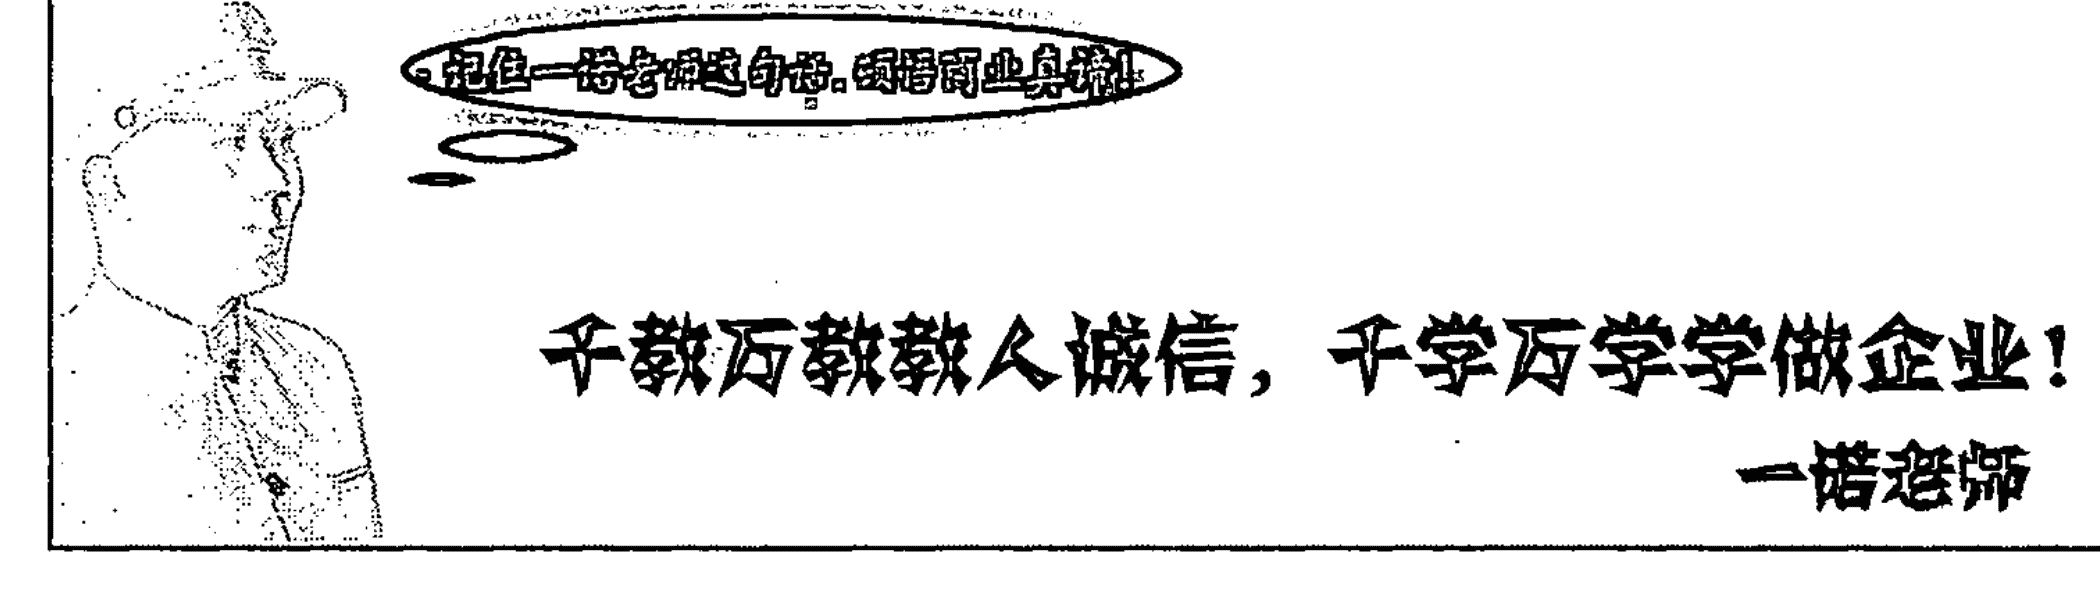 记住一诺老师这句话.领悟商业真谛!
千教万教教人诚信，千学万学学做企业！
一诺老师